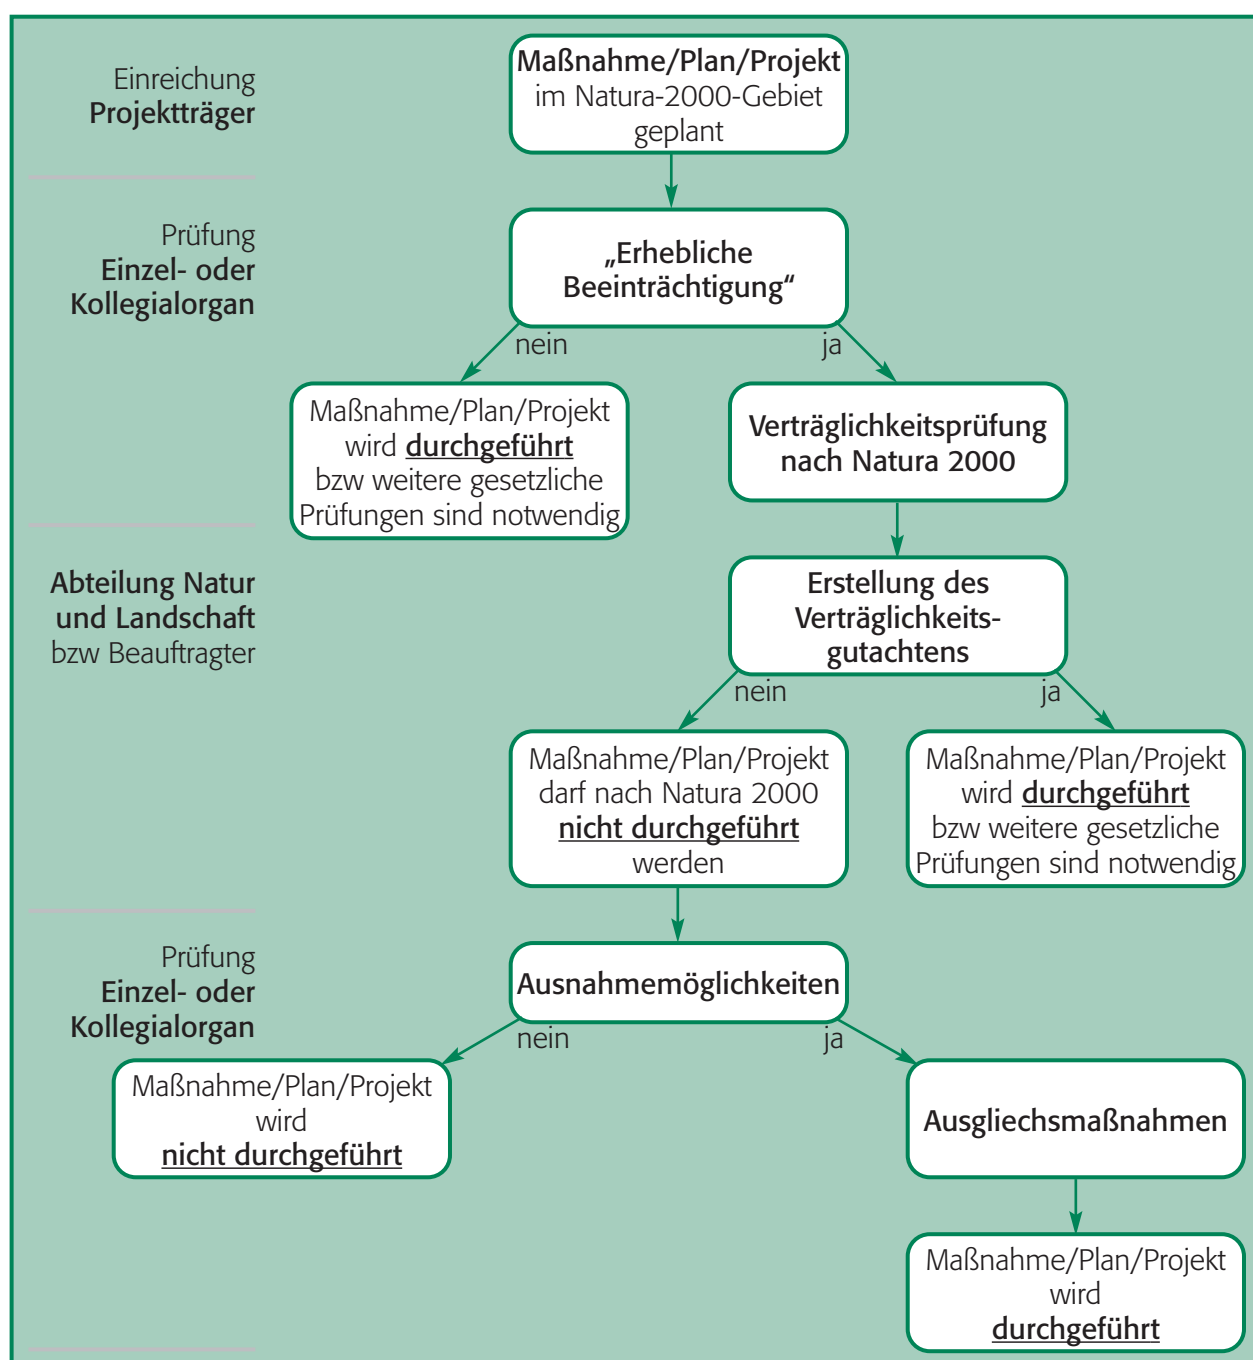 Einreichung
Projektträger
Maßnahme/Plan/Projekt
im Natura-2000-Gebiet
geplant
Prüfung
Einzel- oder
Kollegialorgan
„Erhebliche
Beeinträchtigung“
nein
ja
Maßnahme/Plan/Projekt
wird durchgeführt
bzw weitere gesetzliche
Prüfungen sind notwendig
Verträglichkeitsprüfung
nach Natura 2000
Abteilung Natur
und Landschaft
bzw Beauftragter
Erstellung des
Verträglichkeits-
gutachtens
nein
ja
Maßnahme/Plan/Projekt
darf nach Natura 2000
nicht durchgeführt
werden
Maßnahme/Plan/Projekt
wird durchgeführt
bzw weitere gesetzliche
Prüfungen sind notwendig
Prüfung
Einzel- oder
Kollegialorgan
Ausnahmemöglichkeiten
nein
ja
Maßnahme/Plan/Projekt
wird
nicht durchgeführt
Ausgliechsmaßnahmen
Maßnahme/Plan/Projekt
wird
durchgeführt